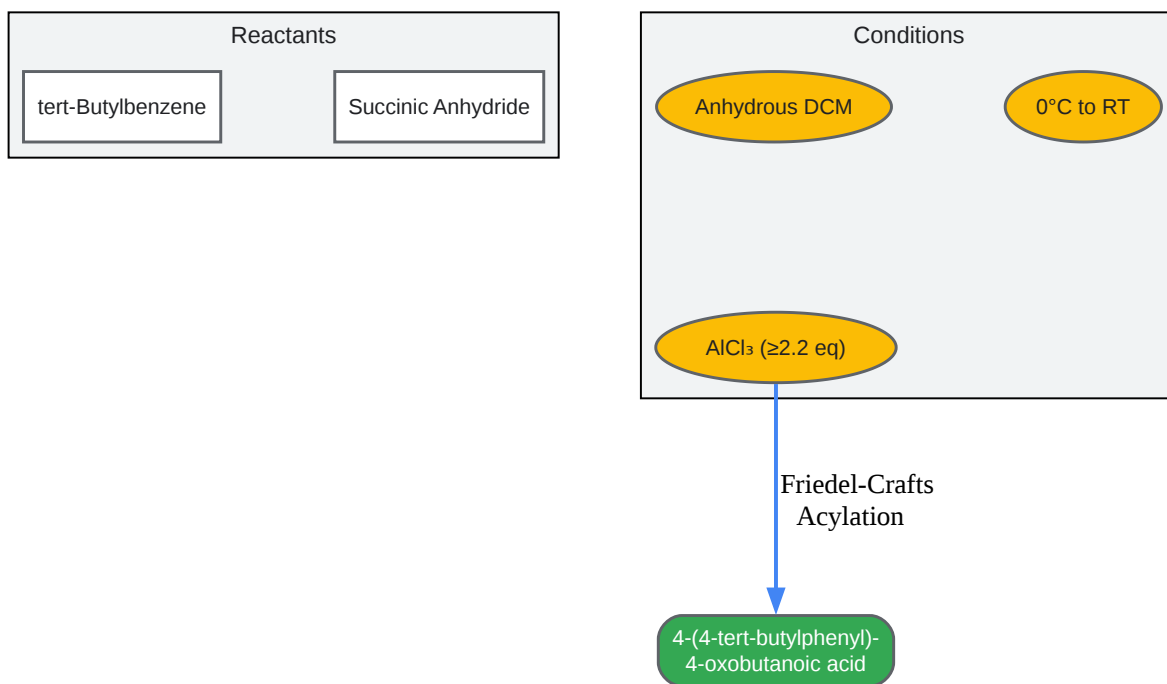 Reactants
tert-Butylbenzene
Succinic Anhydride
Conditions
Anhydrous DCM
0°C to RT
AlCl₃ (≥2.2 eq)
Friedel-Crafts
Acylation
4-(4-tert-butylphenyl)-
4-oxobutanoic acid